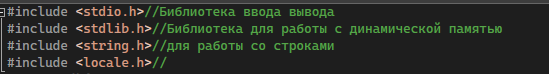 #include <stdio.h>//Библиотека ввода вывода
#include <stdlib.h>//Библиотека для работы с динамической памятью
#include <string.h>//для работы со строками
#include <locale.h>//